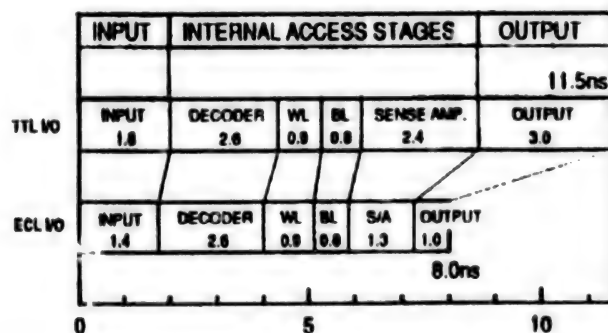 INPUT INTERNAL ACCESS STAGES OUTPUT
11.5ns
TTL I/O INPUT DECODER WL BL SENSE AMP. OUTPUT
1.8 2.6 0.9 0.8 2.4 3.0
ECL I/O INPUT DECODER WL BL S/A OUTPUT
1.4 2.6 0.9 0.8 1.3 1.0
8.0ns
0 5 10